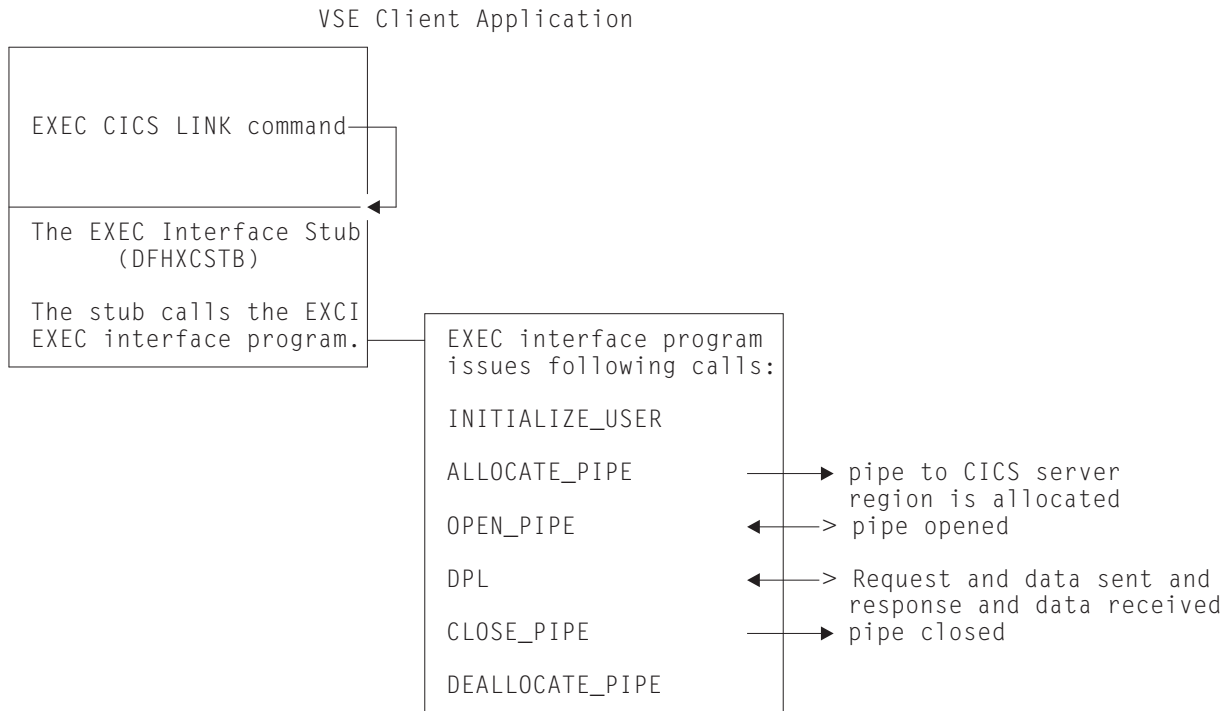 VSE Client Application
EXEC CICS LINK command
The EXEC Interface Stub
(DFHXCSTB)
The stub calls the EXCI
EXEC interface program.
EXEC interface program
issues following calls:
INITIALIZE_USER
ALLOCATE_PIPE
pipe to CICS server
region is allocated
OPEN_PIPE
> pipe opened
DPL
> Request and data sent and
response and data received
CLOSE_PIPE
pipe closed
DEALLOCATE_PIPE